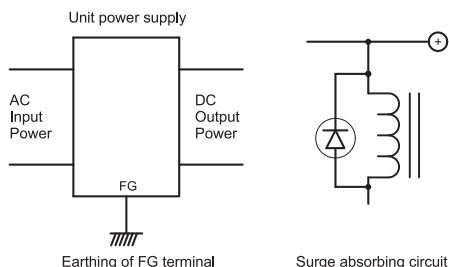 Unit power supply
+
AC
Input
Power
DC
Output
Power
FG
Earthing of FG terminal
Surge absorbing circuit